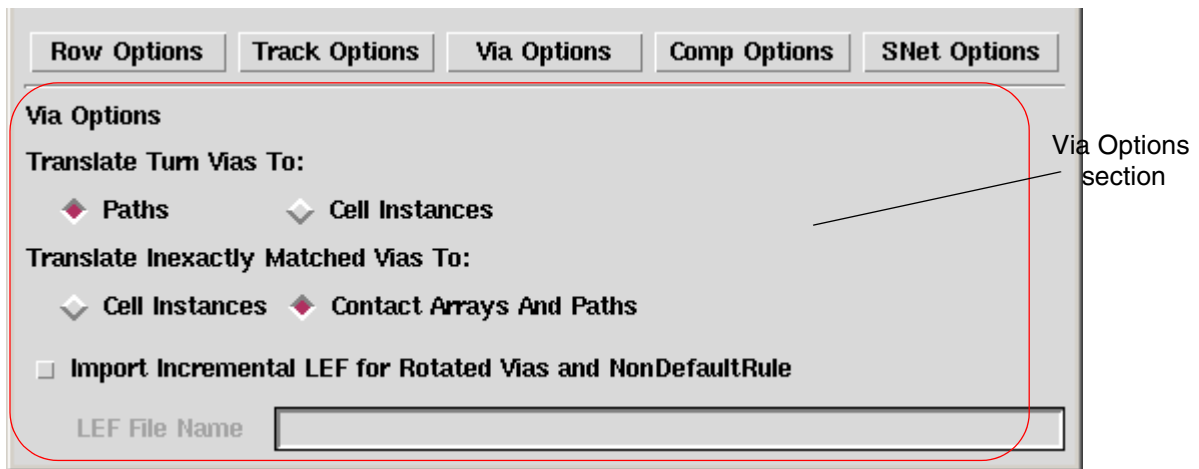 Row Options Track Options Via Options Comp Options SNet Options
Via Options
Translate Turn Vias To:
Paths Cell Instances
Translate Inexactly Matched Vias To:
Cell Instances Contact Arrays And Paths
Import Incremental LEF for Rotated Vias and NonDefaultRule
LEF File Name
Via Options
section